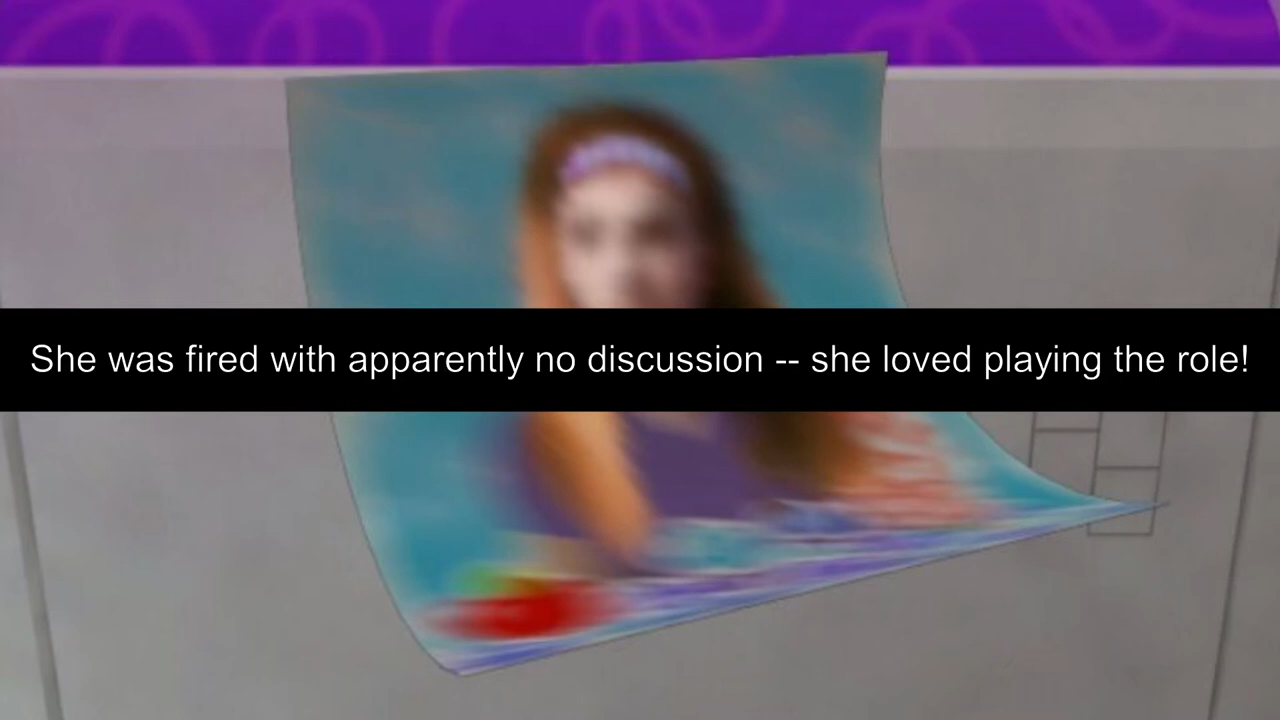 She was fired with apparently no discussion -- she loved playing the role!